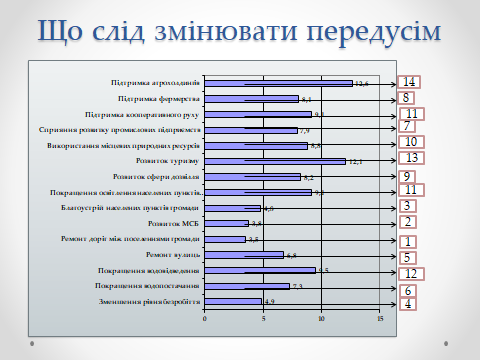 Що слід змінювати передусім
Підтримка агрохолдингів 12,6 14
Підтримка фермерства 8,1 8
Підтримка кооперативного руху 9,1 11
Сприяння розвитку промислових підприємств 7,9 7
Використання місцевих природних ресурсів 8,8 10
Розвиток туризму 12,1 13
Розвиток сфери дозвілля 8,2 9
Покращення освітлення населених пунктів.. 9,1 11
Благоустрій населених пунктів громади 4,8 3
Розвиток МСБ 3,8 2
Ремонт доріг між поселеннями громади 3,5 1
Ремонт вулиць 6,8 5
Покращення водовідведення 9,5 12
Покращення водопостачання 7,3 6
Зменшення рівня безробіття 4,9 4
0 5 10 15